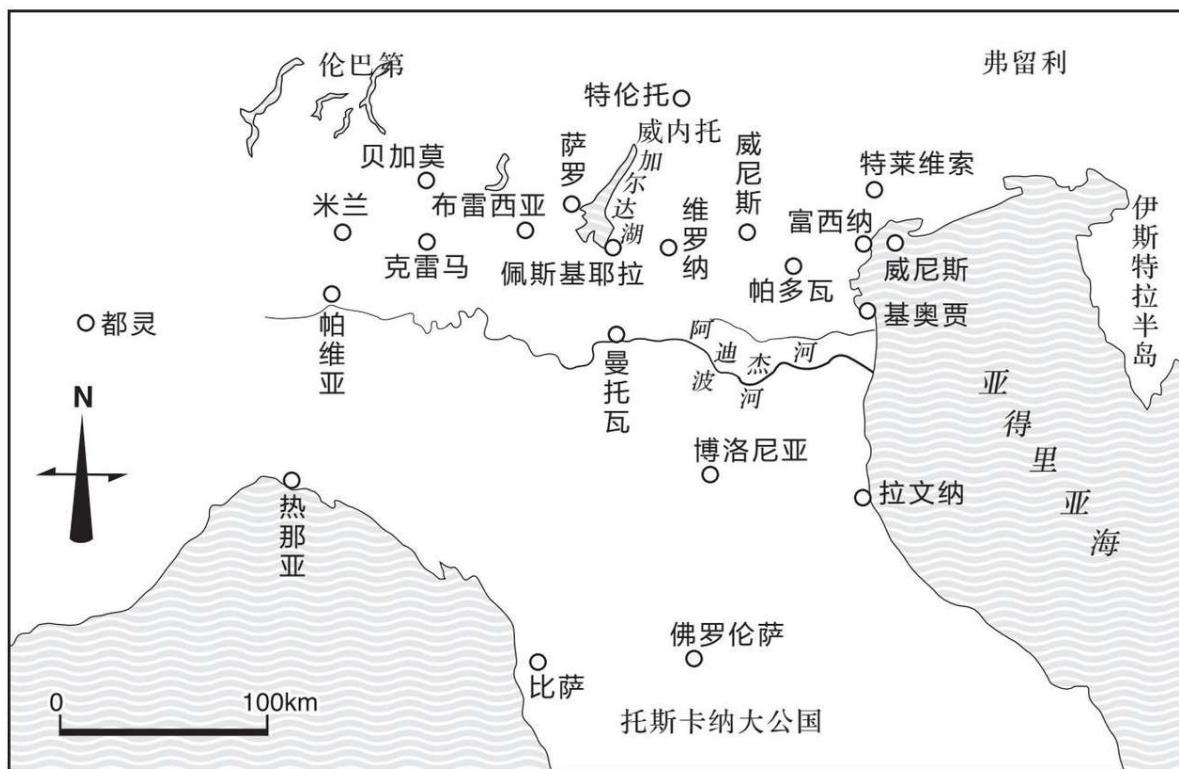 伦巴第
弗留利
特伦托
威内托
萨罗
加尔达湖
威尼斯
贝加莫
特莱维索
米兰
布雷西亚
维罗纳
富西纳
伊斯特拉半岛
克雷马
佩斯基耶拉
帕多瓦
威尼斯
基奥贾
都灵
帕维亚
曼托瓦
阿迪杰河
波河
亚得里亚海
N
博洛尼亚
拉文纳
热那亚
佛罗伦萨
比萨
0 100km
托斯卡纳大公国